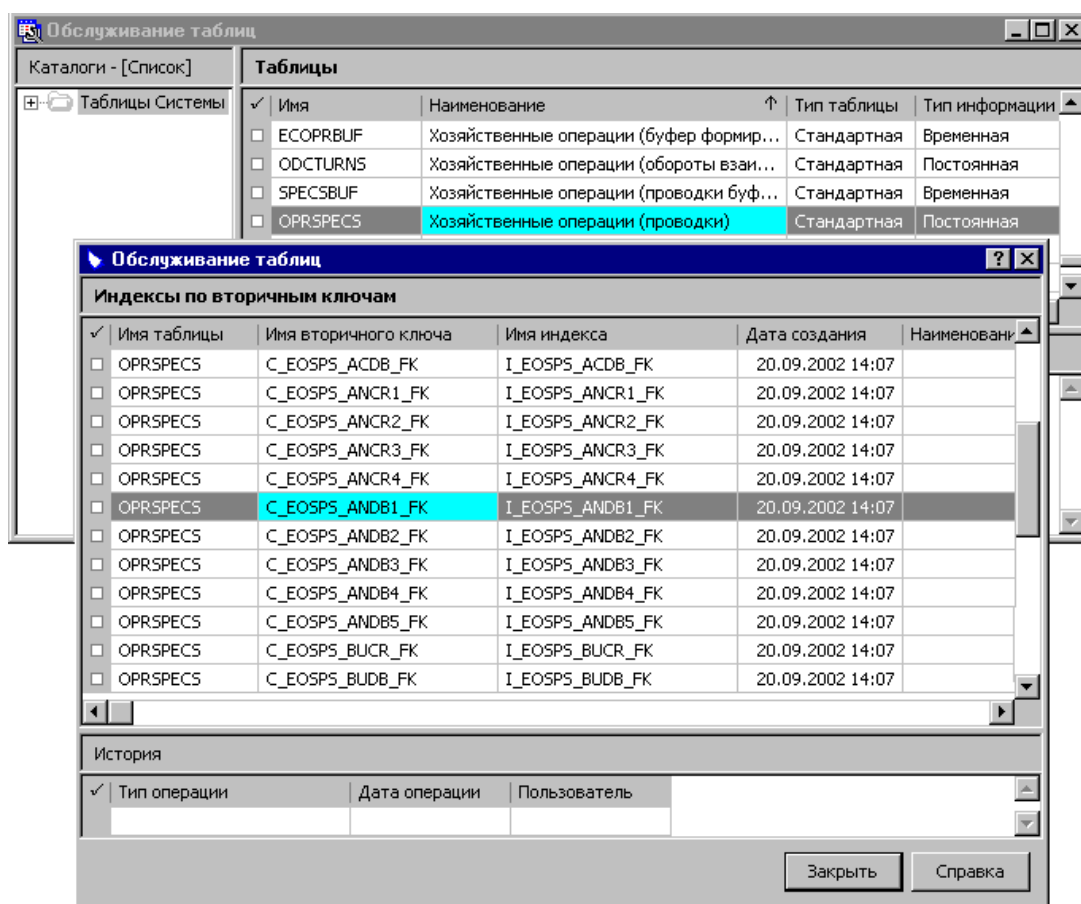 Обслуживание таблиц
Каталоги - [Список]
Таблицы
Таблицы Системы
Имя Наименование Тип таблицы Тип информации
ECOPRBUF Хозяйственные операции (буфер формир... Стандартная Временная
ODCTURNS Хозяйственные операции (обороты взаи... Стандартная Постоянная
SPECSBUF Хозяйственные операции (проводки буф... Стандартная Временная
OPRSPECS Хозяйственные операции (проводки) Стандартная Постоянная
Обслуживание таблиц
Индексы по вторичным ключам
Имя таблицы Имя вторичного ключа Имя индекса Дата создания Наименовани
OPRSPECS C_EOSPS_ACDB_FK I_EOSPS_ACDB_FK 20.09.2002 14:07
OPRSPECS C_EOSPS_ANCR1_FK I_EOSPS_ANCR1_FK 20.09.2002 14:07
OPRSPECS C_EOSPS_ANCR2_FK I_EOSPS_ANCR2_FK 20.09.2002 14:07
OPRSPECS C_EOSPS_ANCR3_FK I_EOSPS_ANCR3_FK 20.09.2002 14:07
OPRSPECS C_EOSPS_ANCR4_FK I_EOSPS_ANCR4_FK 20.09.2002 14:07
OPRSPECS C_EOSPS_ANDB1_FK I_EOSPS_ANDB1_FK 20.09.2002 14:07
OPRSPECS C_EOSPS_ANDB2_FK I_EOSPS_ANDB2_FK 20.09.2002 14:07
OPRSPECS C_EOSPS_ANDB3_FK I_EOSPS_ANDB3_FK 20.09.2002 14:07
OPRSPECS C_EOSPS_ANDB4_FK I_EOSPS_ANDB4_FK 20.09.2002 14:07
OPRSPECS C_EOSPS_ANDB5_FK I_EOSPS_ANDB5_FK 20.09.2002 14:07
OPRSPECS C_EOSPS_BUCR_FK I_EOSPS_BUCR_FK 20.09.2002 14:07
OPRSPECS C_EOSPS_BUDB_FK I_EOSPS_BUDB_FK 20.09.2002 14:07
История
Тип операции Дата операции Пользователь
Закрыть Справка